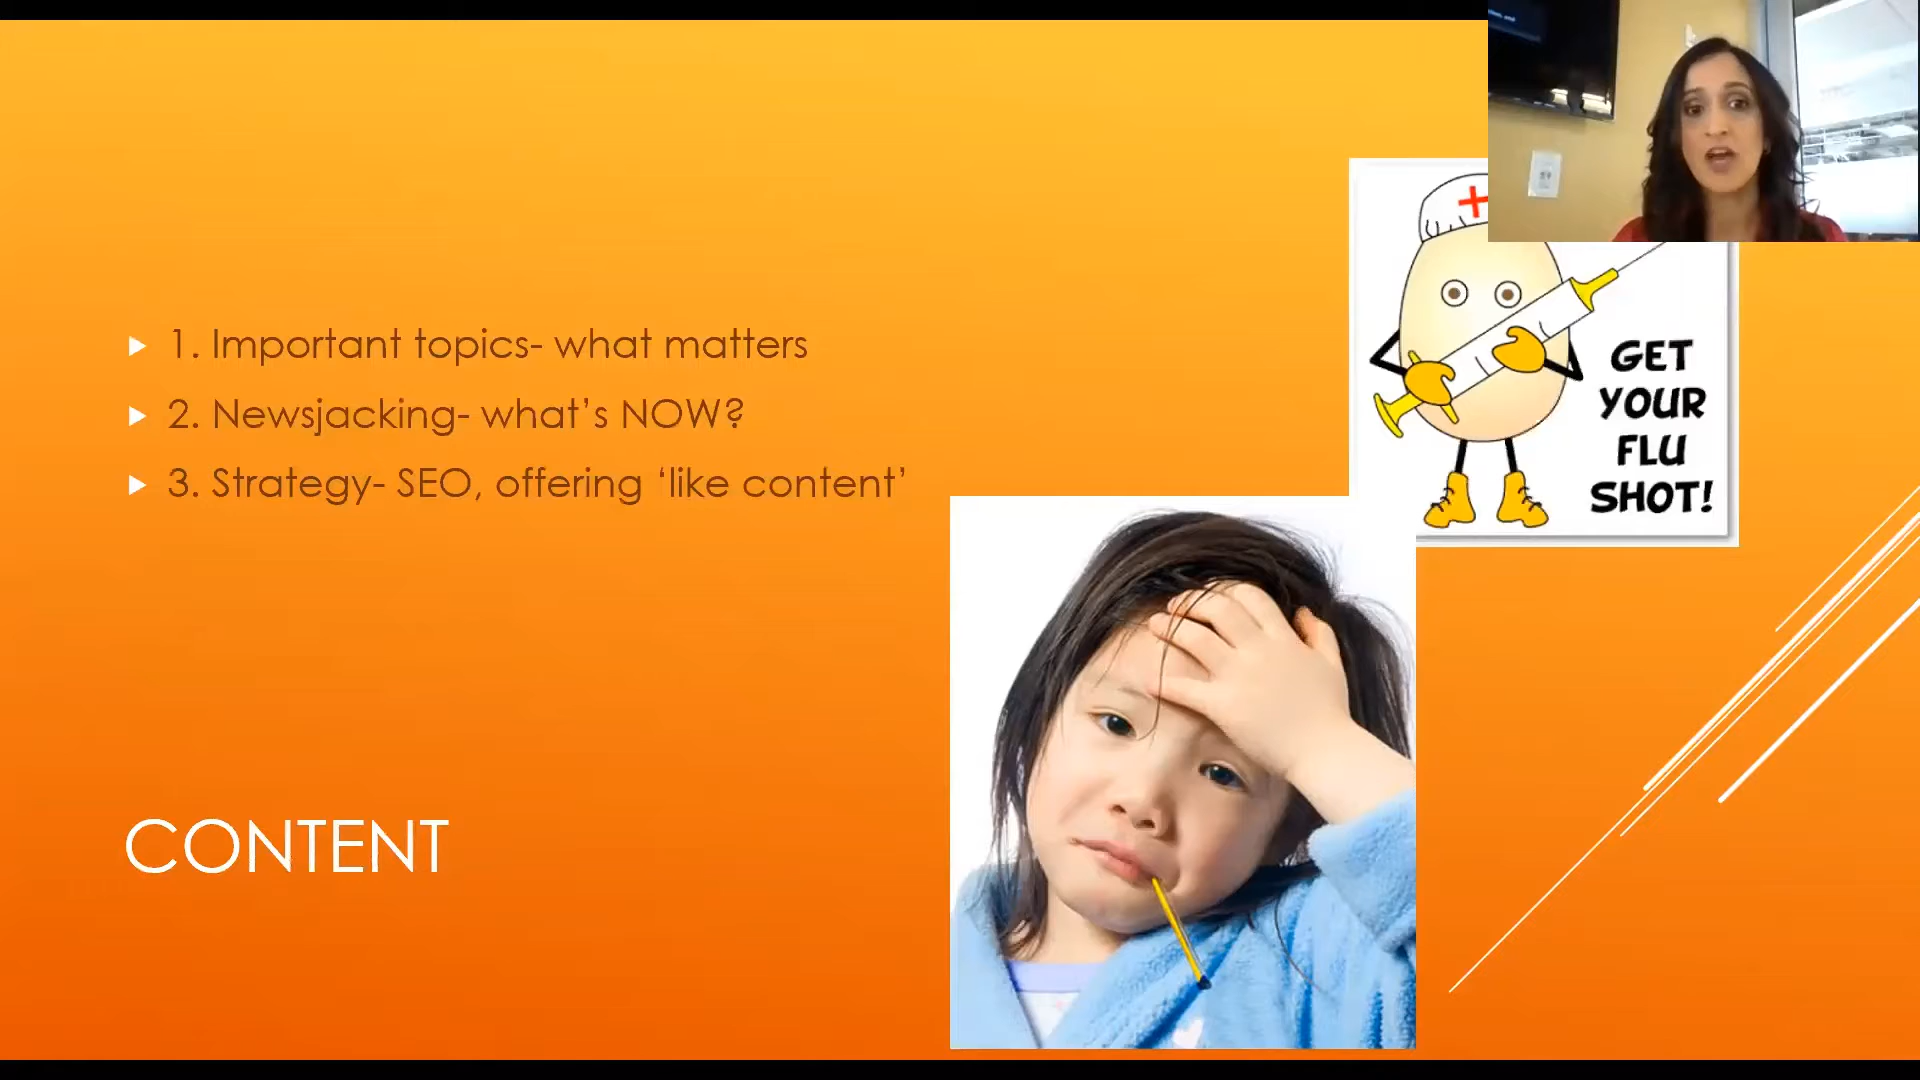 1. Important topics- what matters
2. Newsjacking- what’s NOW?
3. Strategy- SEO, offering ‘like content’
GET
YOUR
FLU
SHOT!
CONTENT